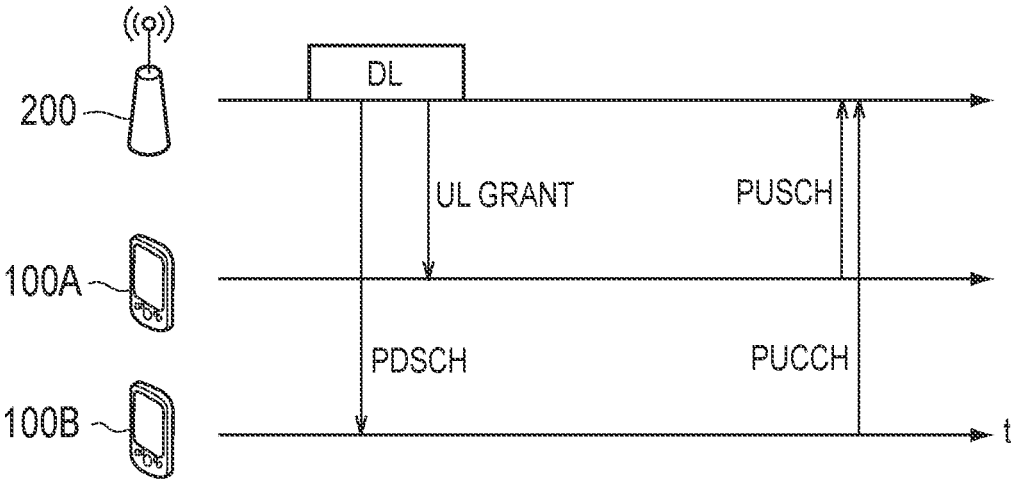 DL
200
UL GRANT
PUSCH
100A
PDSCH
PUCCH
100B
t